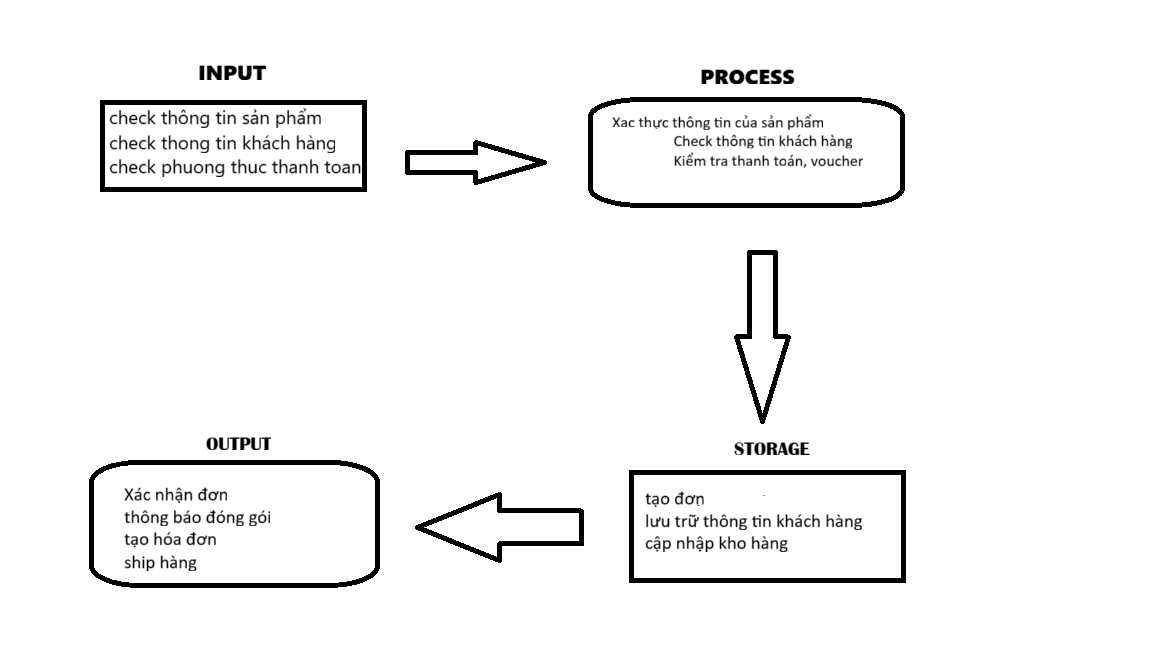 INPUT
check thông tin sản phẩm
check thong tin khách hàng
check phuong thuc thanh toan
PROCESS
Xac thực thông tin của sản phẩm
Check thông tin khách hàng
Kiểm tra thanh toán, voucher
STORAGE
tạo đơn
lưu trữ thông tin khách hàng
cập nhập kho hàng
OUTPUT
Xác nhận đơn
thông báo đóng gói
tạo hóa đơn
ship hàng